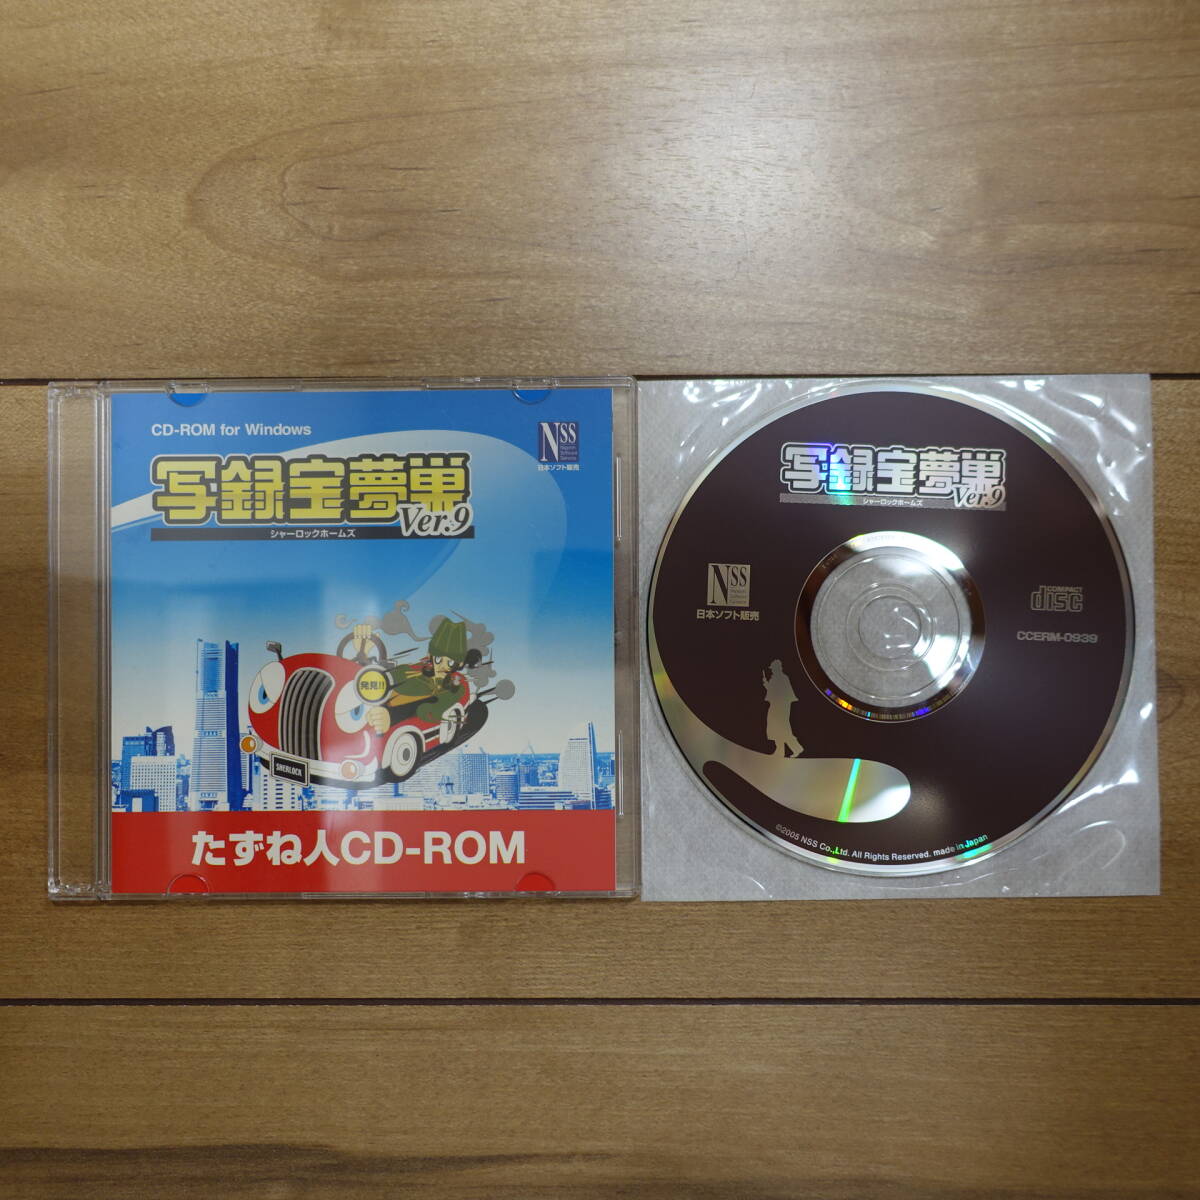 CD-ROM for Windows
NSS
Nippon
Software
Service
日本ソフト販売
写録宝夢巣
Ver.9
シャーロックホームズ
発見!!
SHERLOCK
たずね人CD-ROM
写録宝夢巣
Ver.9
シャーロックホームズ
NSS
日本ソフト販売
COMPACT
disc
CCERM-0939
©2005 NSS Co.,Ltd. All Rights Reserved. made in Japan